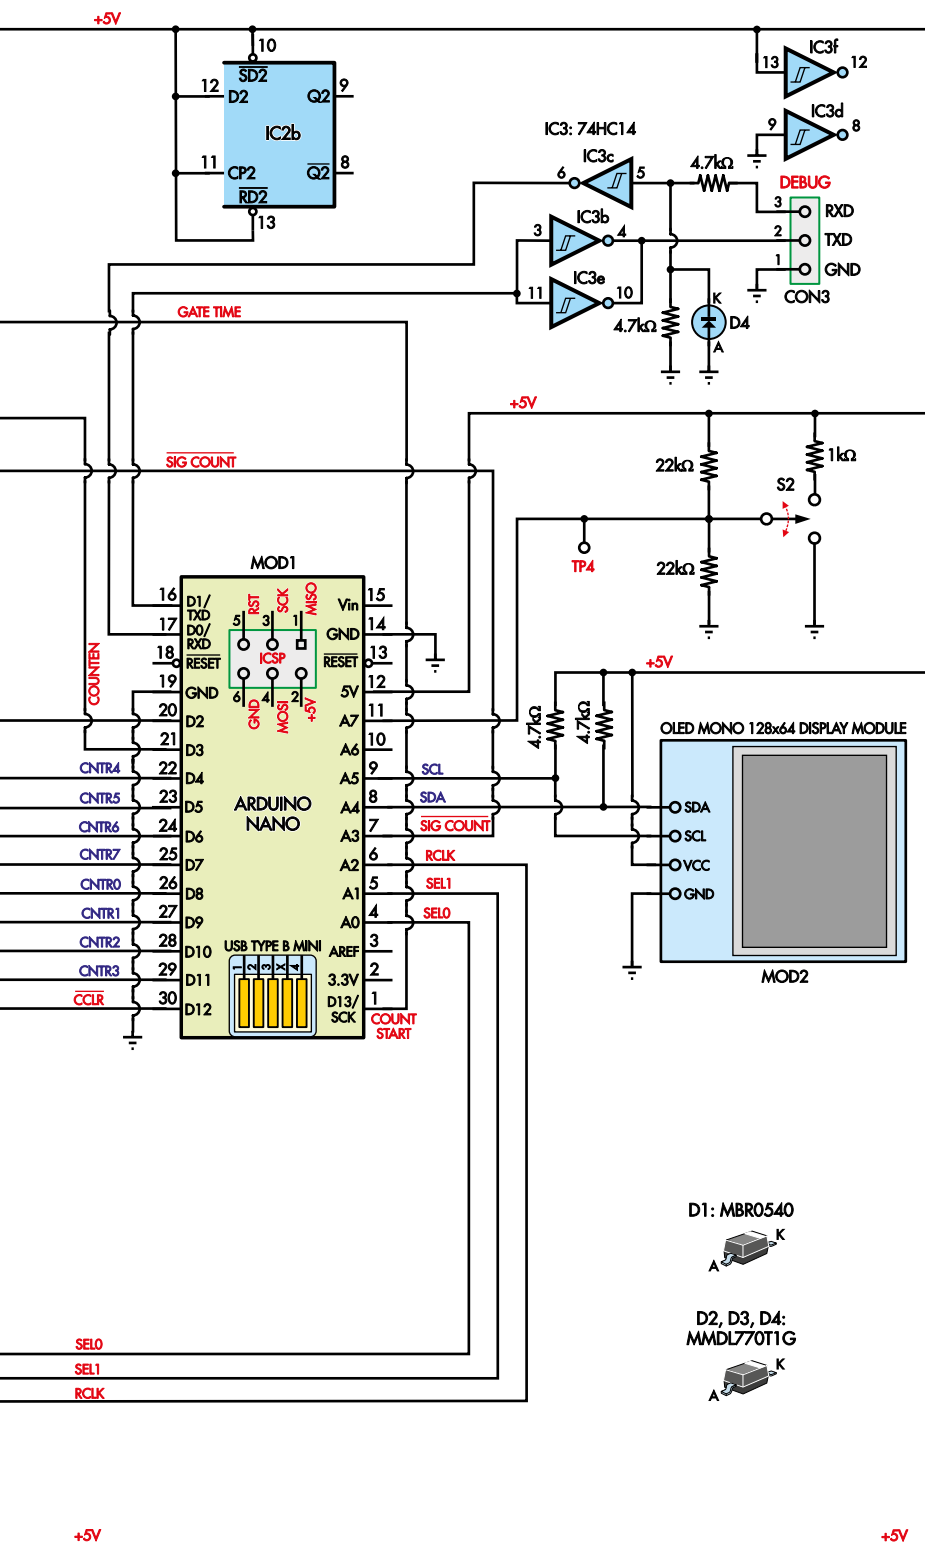 +5V
10
SD2
12
D2
Q2
9
IC2b
11
CP2
Q2
8
RD2
13
IC3f
13
12
IC3d
9
8
IC3: 74HC14
IC3c
6
5
4.7kΩ
DEBUG
3
RXD
2
TXD
1
GND
CON3
IC3b
3
4
IC3e
11
10
4.7kΩ
K
D4
A
GATE TIME
+5V
SIG COUNT
22kΩ
1kΩ
S2
TP4
22kΩ
MOD1
16
D1/
TXD
17
D0/
RXD
18
RESET
19
GND
20
D2
21
D3
COUNTEN
CNTR4
22
D4
CNTR5
23
D5
CNTR6
24
D6
CNTR7
25
D7
CNTR0
26
D8
CNTR1
27
D9
CNTR2
28
D10
CNTR3
29
D11
CCLR
30
D12
RST
SCK
MISO
5
3
1
ICSP
6
4
2
GND
MOSI
+5V
ARDUINO
NANO
USB TYPE B MINI
1
2
3
X
4
Vin
15
GND
14
RESET
13
5V
12
A7
11
A6
10
A5
9
SCL
A4
8
SDA
A3
7
SIG COUNT
A2
6
RCLK
A1
5
SEL1
A0
4
SEL0
AREF
3
3.3V
2
D13/
SCK
1
COUNT
START
+5V
4.7kΩ
4.7kΩ
OLED MONO 128x64 DISPLAY MODULE
SDA
SCL
VCC
GND
MOD2
D1: MBR0540
K
A
D2, D3, D4:
MMDL770T1G
K
A
SEL0
SEL1
RCLK
+5V
+5V